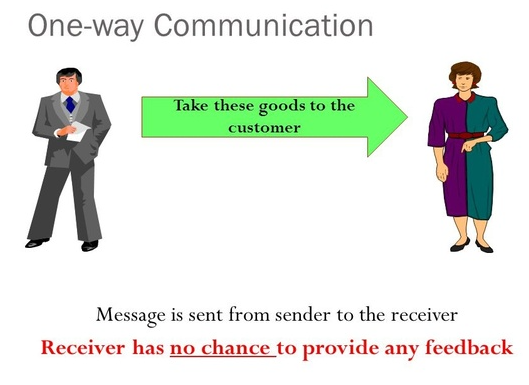 One-way Communication
Take these goods to the
customer
Message is sent from sender to the receiver
Receiver has no chance to provide any feedback